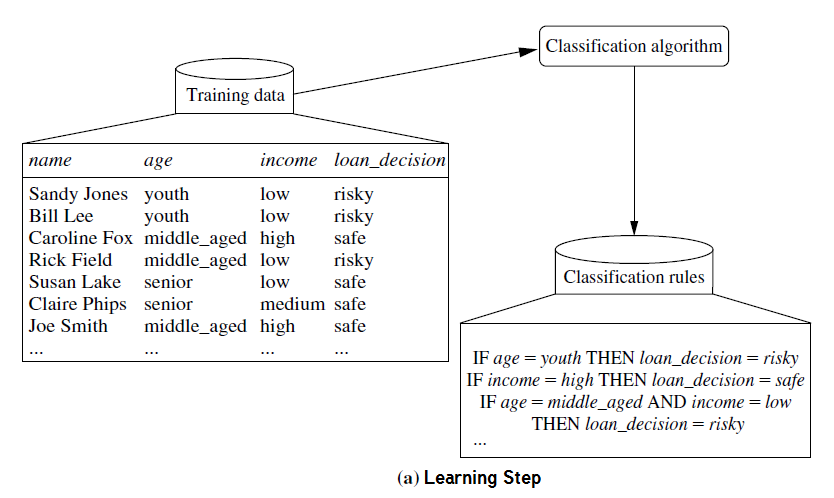 Classification algorithm
Training data
name age income loan_decision
Sandy Jones youth low risky
Bill Lee youth low risky
Caroline Fox middle_aged high safe
Rick Field middle_aged low risky
Susan Lake senior low safe
Claire Phips senior medium safe
Joe Smith middle_aged high safe
... ... ... ...
Classification rules
IF age = youth THEN loan_decision = risky
IF income = high THEN loan_decision = safe
IF age = middle_aged AND income = low
THEN loan_decision = risky
...
(a) Learning Step